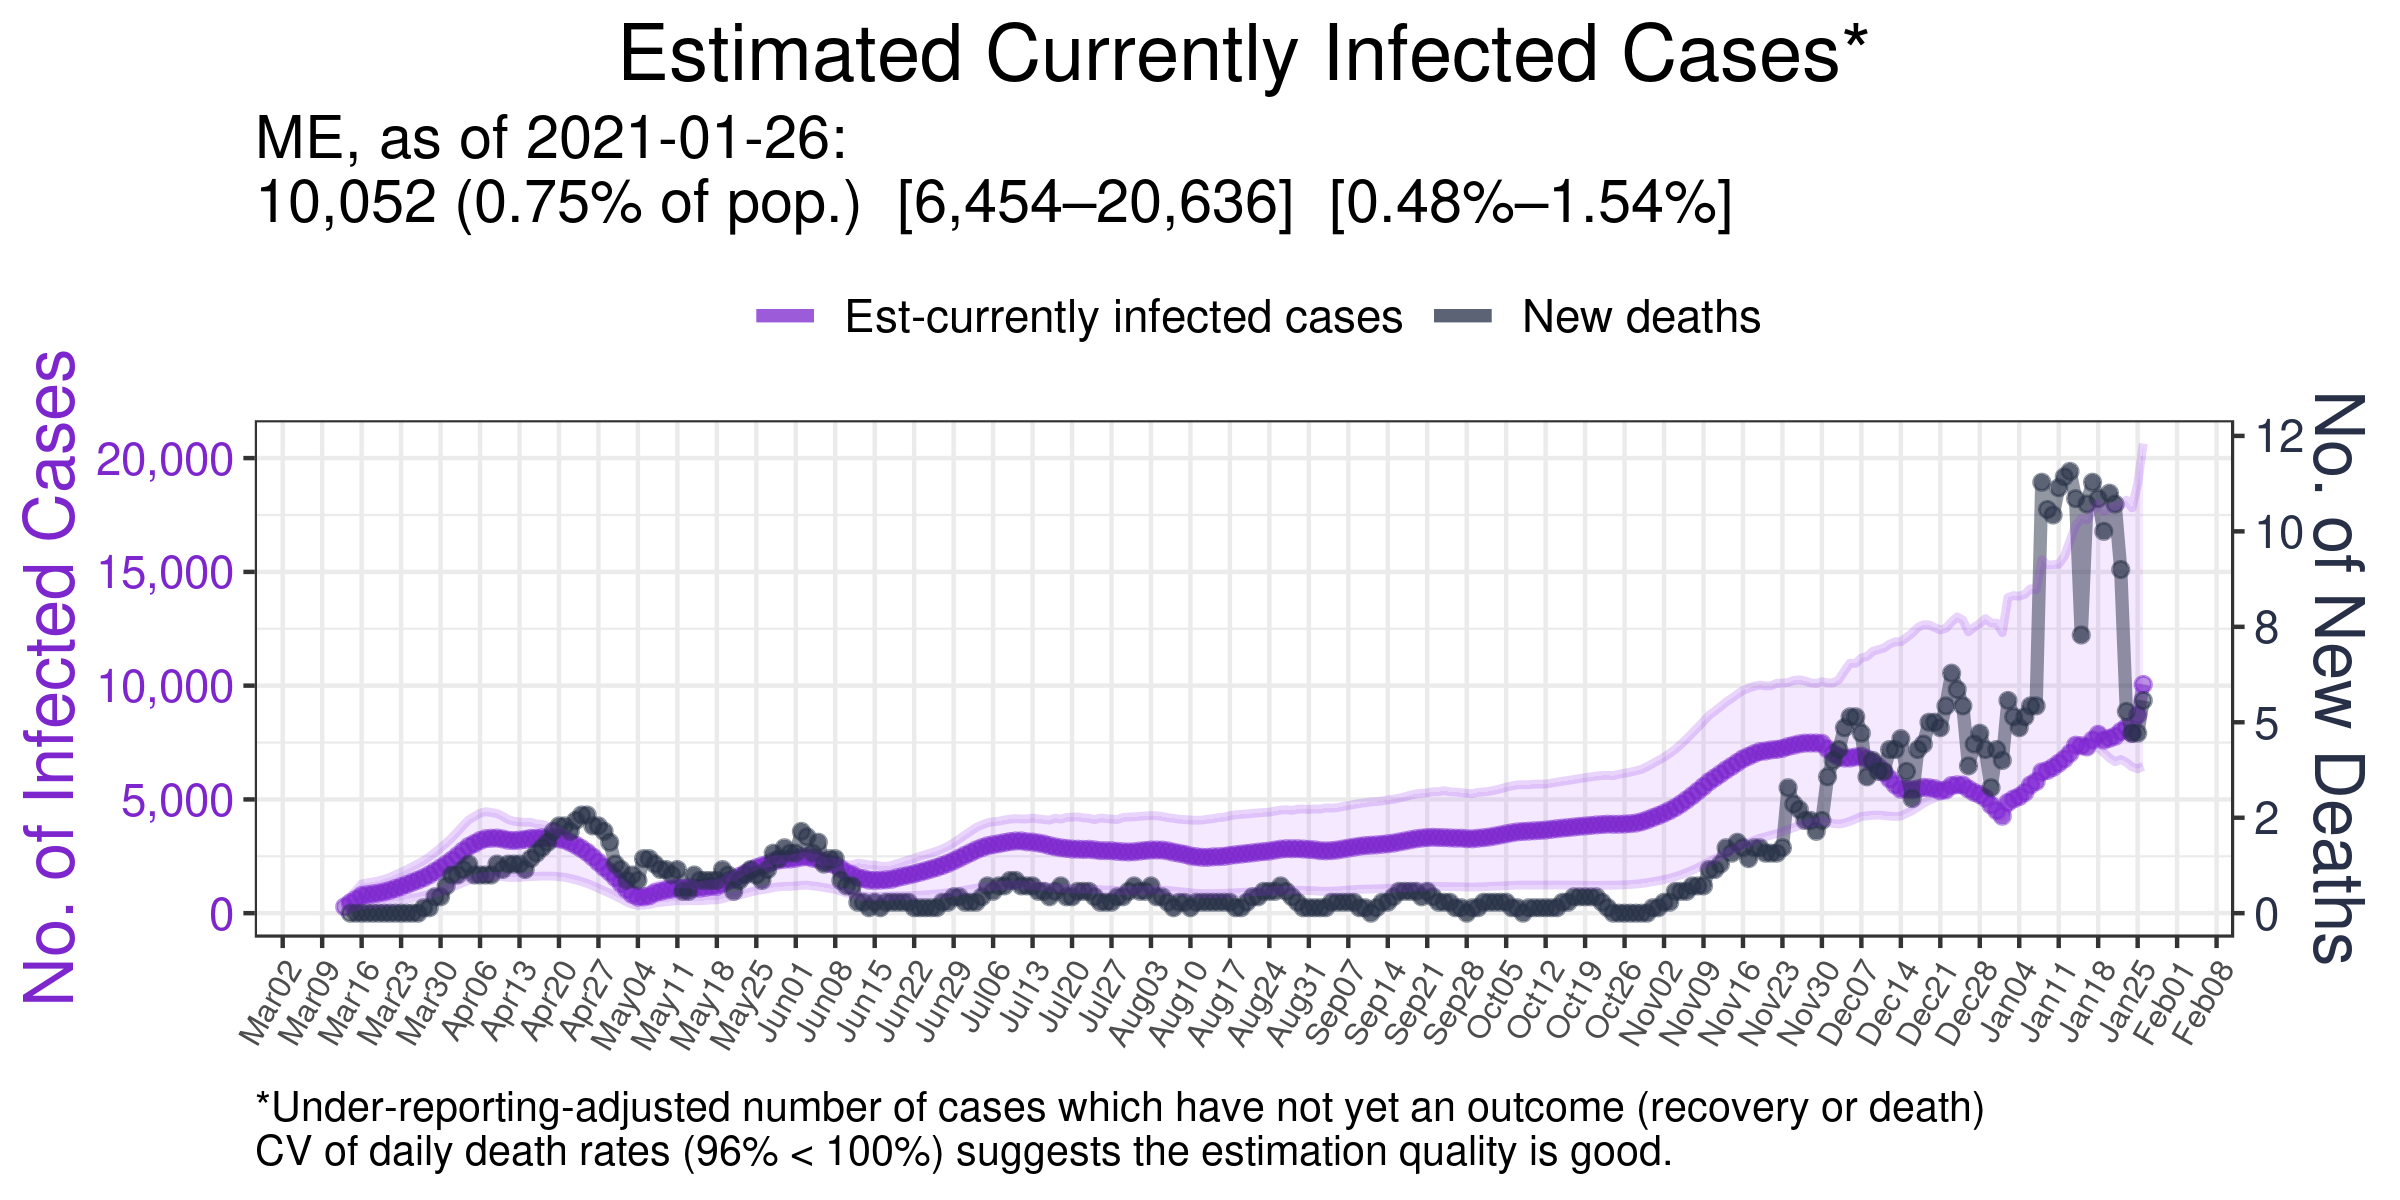 Estimated Currently Infected Cases*
ME, as of 2021-01-26:
10,052 (0.75% of pop.) [6,454–20,636] [0.48%–1.54%]
Est-currently infected cases New deaths
No. of Infected Cases
20,000
15,000
10,000
5,000
0
12
10
8
5
2
0
No. of New Deaths
Mar02 Mar09 Mar16 Mar23 Mar30 Apr06 Apr13 Apr20 Apr27 May04 May11 May18 May25 Jun01 Jun08 Jun15 Jun22 Jun29 Jul06 Jul13 Jul20 Jul27 Aug03 Aug10 Aug17 Aug24 Aug31 Sep07 Sep14 Sep21 Sep28 Oct05 Oct12 Oct19 Oct26 Nov02 Nov09 Nov16 Nov23 Nov30 Dec07 Dec14 Dec21 Dec28 Jan04 Jan11 Jan18 Jan25 Feb01 Feb08
*Under-reporting-adjusted number of cases which have not yet an outcome (recovery or death)
CV of daily death rates (96% < 100%) suggests the estimation quality is good.